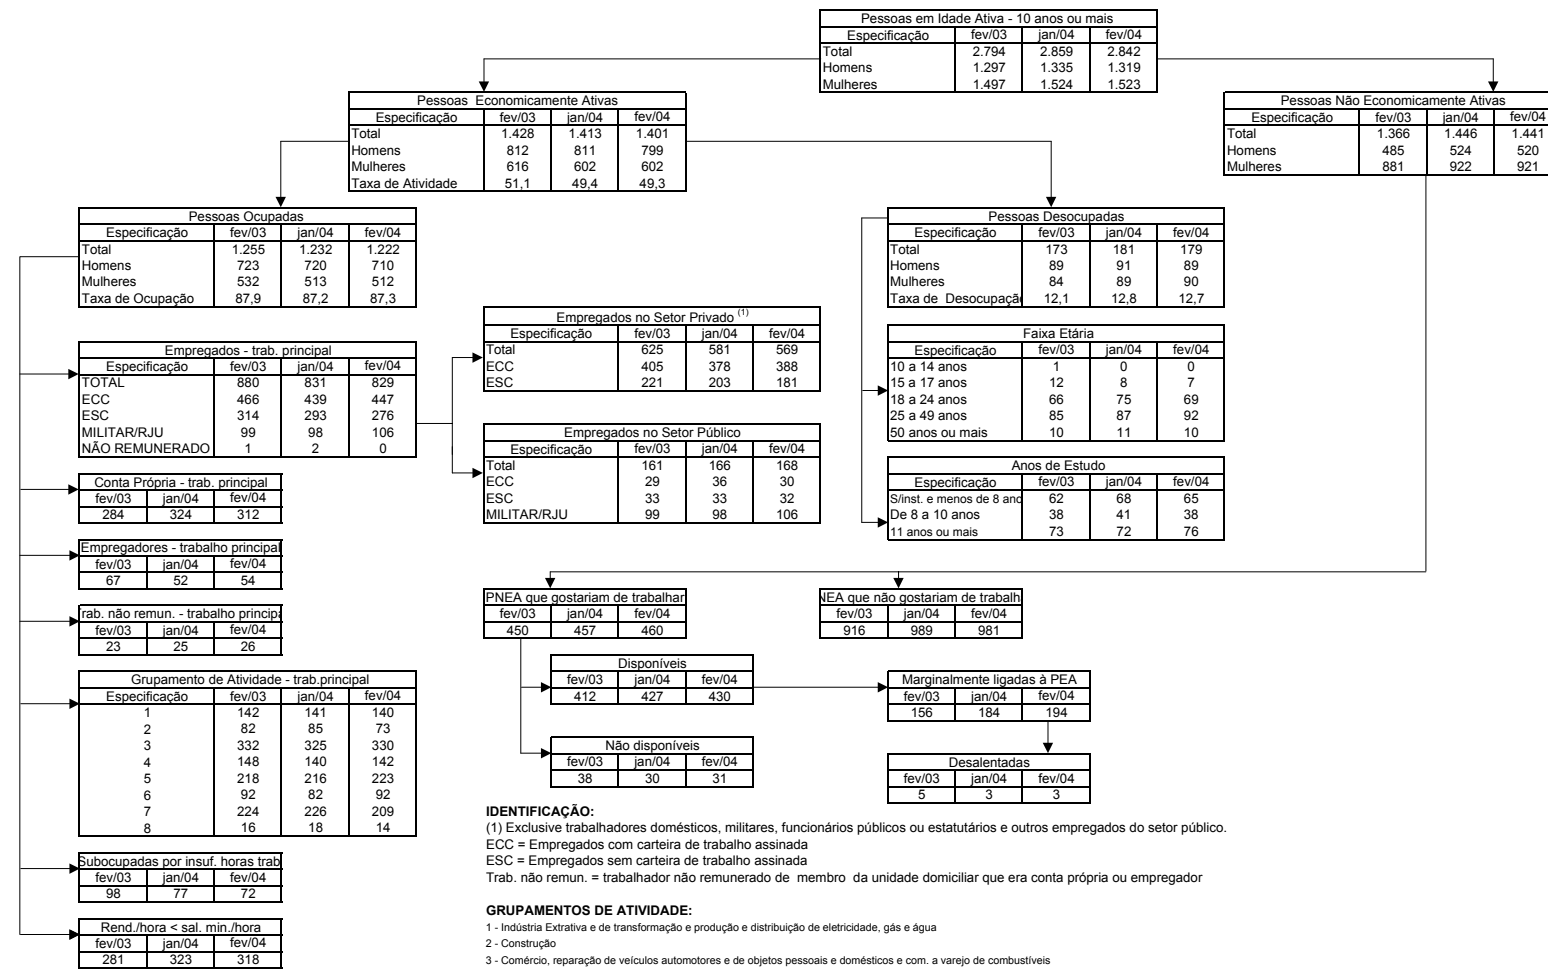 Pessoas em Idade Ativa - 10 anos ou mais
Especificação fev/03 jan/04 fev/04
Total 2.794 2.859 2.842
Homens 1.297 1.335 1.319
Mulheres 1.497 1.524 1.523
Pessoas Economicamente Ativas
Especificação fev/03 jan/04 fev/04
Total 1.428 1.413 1.401
Homens 812 811 799
Mulheres 616 602 602
Taxa de Atividade 51,1 49,4 49,3
Pessoas Não Economicamente Ativas
Especificação fev/03 jan/04 fev/04
Total 1.366 1.446 1.441
Homens 485 524 520
Mulheres 881 922 921
Pessoas Ocupadas
Especificação fev/03 jan/04 fev/04
Total 1.255 1.232 1.222
Homens 723 720 710
Mulheres 532 513 512
Taxa de Ocupação 87,9 87,2 87,3
Pessoas Desocupadas
Especificação fev/03 jan/04 fev/04
Total 173 181 179
Homens 89 91 89
Mulheres 84 89 90
Taxa de Desocupação 12,1 12,8 12,7
Empregados - trab. principal
Especificação fev/03 jan/04 fev/04
TOTAL 880 831 829
ECC 466 439 447
ESC 314 293 276
MILITAR/RJU 99 98 106
NÃO REMUNERADO 1 2 0
Empregados no Setor Privado (1)
Especificação fev/03 jan/04 fev/04
Total 625 581 569
ECC 405 378 388
ESC 221 203 181
Faixa Etária
Especificação fev/03 jan/04 fev/04
10 a 14 anos 1 0 0
15 a 17 anos 12 8 7
18 a 24 anos 66 75 69
25 a 49 anos 85 87 92
50 anos ou mais 10 11 10
Empregados no Setor Público
Especificação fev/03 jan/04 fev/04
Total 161 166 168
ECC 29 36 30
ESC 33 33 32
MILITAR/RJU 99 98 106
Anos de Estudo
Especificação fev/03 jan/04 fev/04
S/inst. e menos de 8 ano 62 68 65
De 8 a 10 anos 38 41 38
11 anos ou mais 73 72 76
Conta Própria - trab. principal
fev/03 jan/04 fev/04
284 324 312
Empregadores - trabalho principal
fev/03 jan/04 fev/04
67 52 54
rab. não remun. - trabalho principa
fev/03 jan/04 fev/04
23 25 26
PNEA que gostariam de trabalhar
fev/03 jan/04 fev/04
450 457 460
NEA que não gostariam de trabalh
fev/03 jan/04 fev/04
916 989 981
Disponíveis
fev/03 jan/04 fev/04
412 427 430
Marginalmente ligadas à PEA
fev/03 jan/04 fev/04
156 184 194
Não disponíveis
fev/03 jan/04 fev/04
38 30 31
Desalentadas
fev/03 jan/04 fev/04
5 3 3
Grupamento de Atividade - trab.principal
Especificação fev/03 jan/04 fev/04
1 142 141 140
2 82 85 73
3 332 325 330
4 148 140 142
5 218 216 223
6 92 82 92
7 224 226 209
8 16 18 14
Subocupadas por insuf. horas trab
fev/03 jan/04 fev/04
98 77 72
Rend./hora < sal. min./hora
fev/03 jan/04 fev/04
281 323 318
IDENTIFICAÇÃO:
(1) Exclusive trabalhadores domésticos, militares, funcionários públicos ou estatutários e outros empregados do setor público.
ECC = Empregados com carteira de trabalho assinada
ESC = Empregados sem carteira de trabalho assinada
Trab. não remun. = trabalhador não remunerado de membro da unidade domiciliar que era conta própria ou empregador
GRUPAMENTOS DE ATIVIDADE:
1 - Indústria Extrativa e de transformação e produção e distribuição de eletricidade, gás e água
2 - Construção
3 - Comércio, reparação de veículos automotores e de objetos pessoais e domésticos e com. a varejo de combustíveis